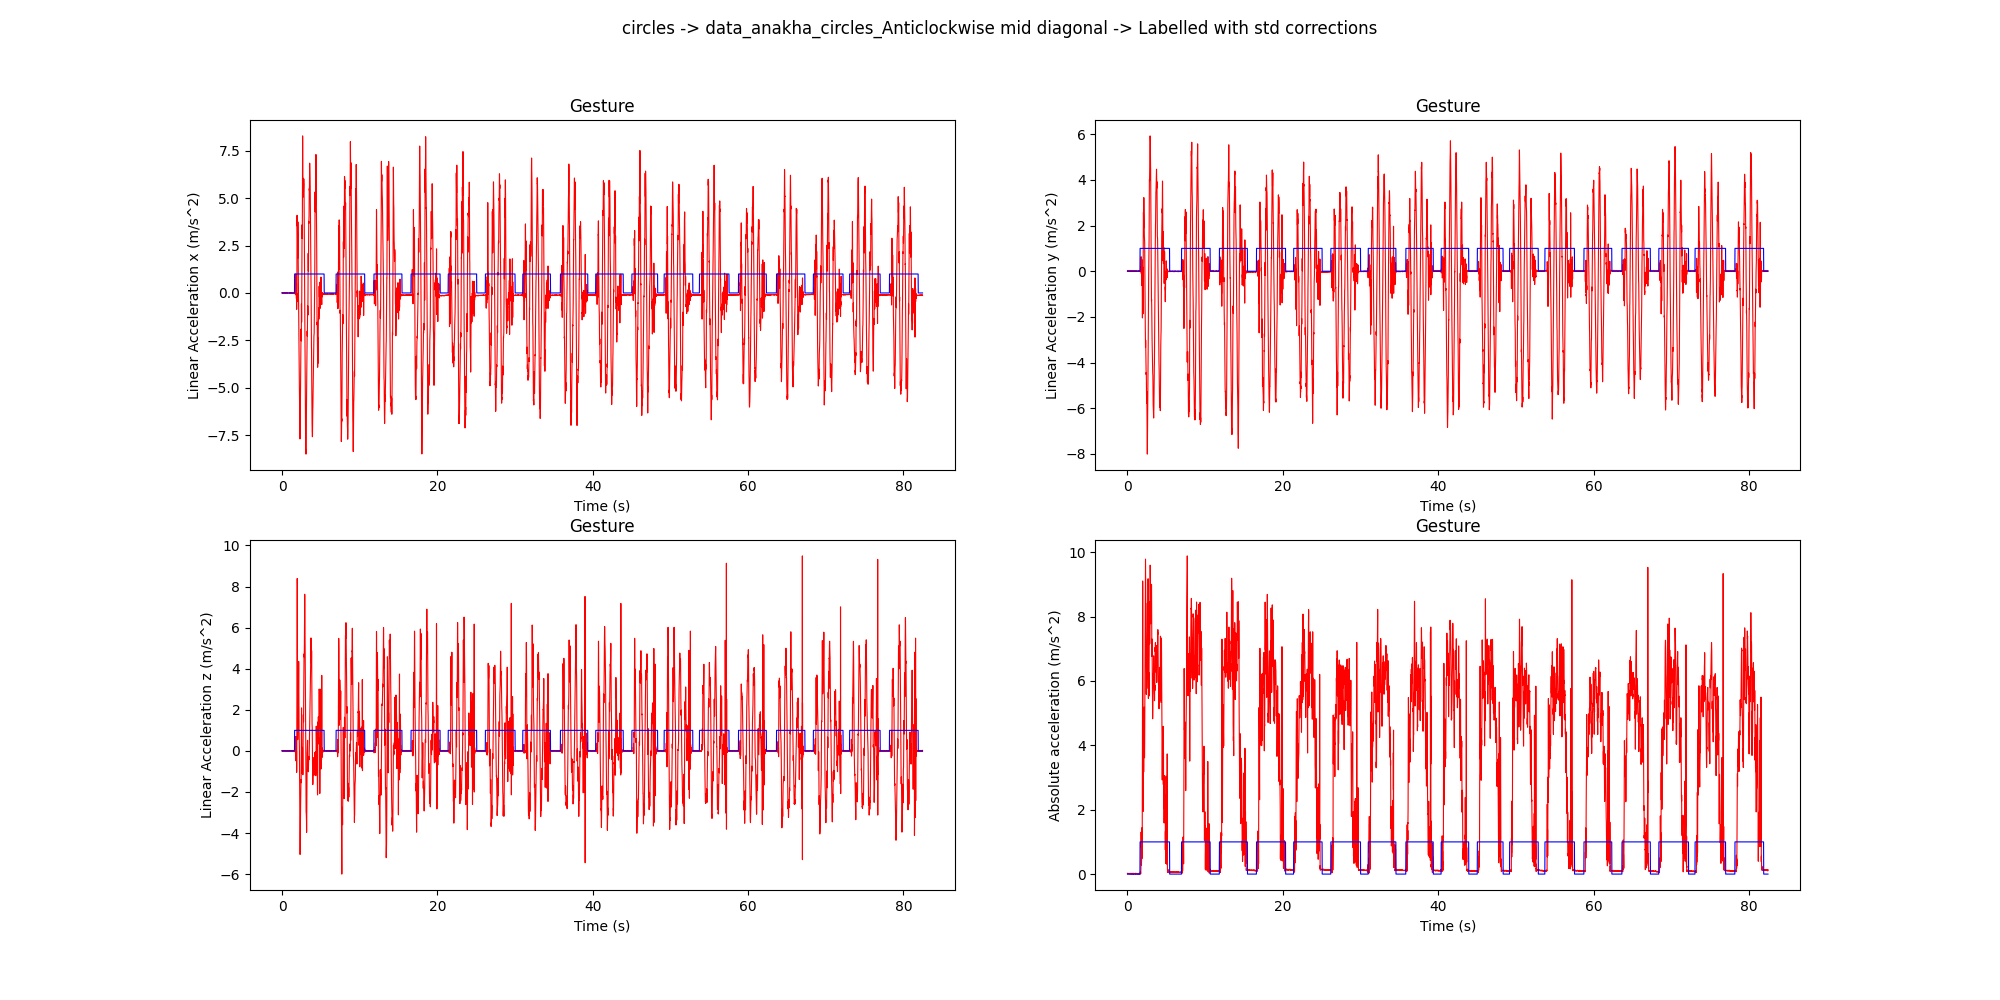 circles -> data_anakha_circles_Anticlockwise mid diagonal -> Labelled with std corrections
Gesture
Linear Acceleration x (m/s^2)
7.5
5.0
2.5
0.0
−2.5
−5.0
−7.5
0 20 40 60 80
Time (s)
Gesture
Linear Acceleration y (m/s^2)
6
4
2
0
−2
−4
−6
−8
0 20 40 60 80
Time (s)
Gesture
Linear Acceleration z (m/s^2)
10
8
6
4
2
0
−2
−4
−6
0 20 40 60 80
Time (s)
Gesture
Absolute acceleration (m/s^2)
10
8
6
4
2
0
0 20 40 60 80
Time (s)